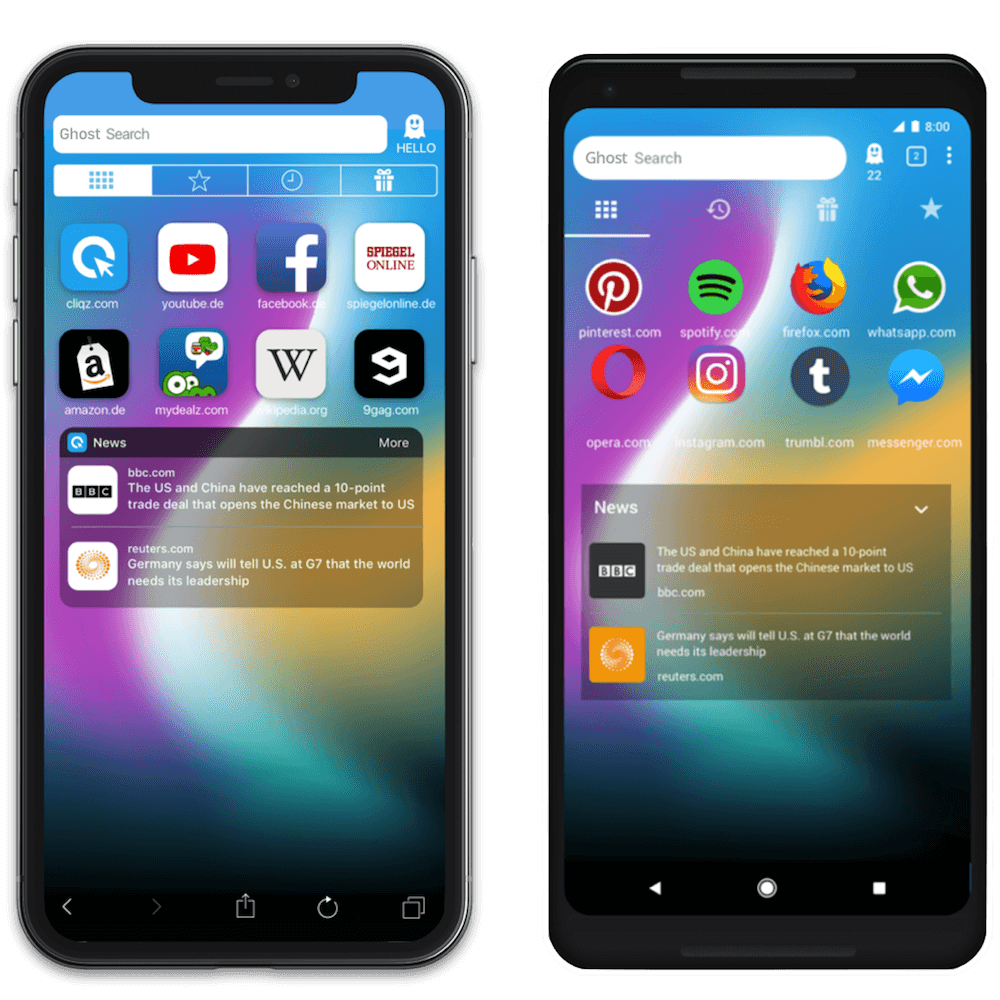 Ghost Search
HELLO
cliqz.com
youtube.de
facebook.de
spiegelonline.de
SPIEGEL
ONLINE
a
W
9
amazon.de
mydealz.com
wikipedia.org
9gag.com
News
More
BBC
bbc.com
The US and China have reached a 10-point
trade deal that opens the Chinese market to US
reuters.com
Germany says will tell U.S. at G7 that the world
needs its leadership
8:00
Ghost Search
22
2
pinterest.com
spotify.com
firefox.com
whatsapp.com
opera.com
instagram.com
trumbl.com
messenger.com
News
BBC
The US and China have reached a 10-point
trade deal that opens the Chinese market to US
bbc.com
Germany says will tell U.S. at G7 that the world
needs its leadership
reuters.com